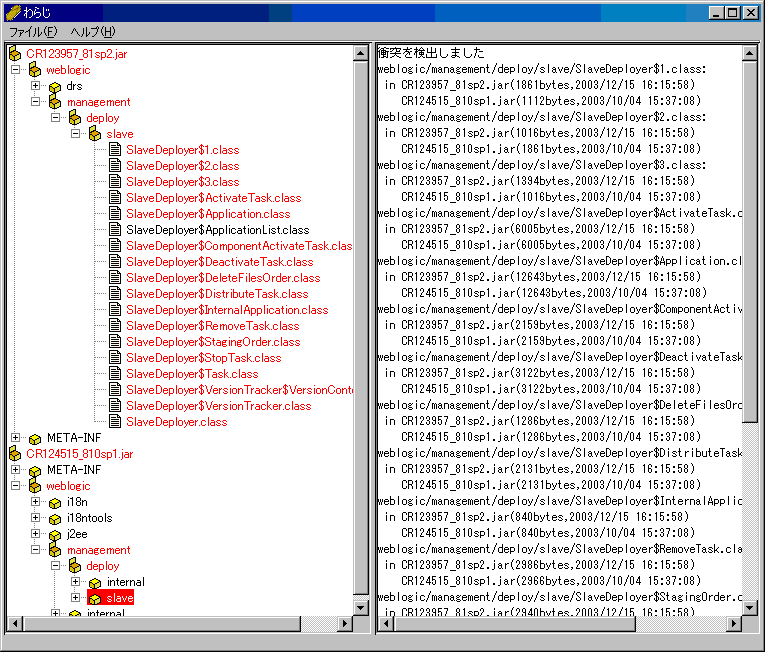 わらじ
ファイル(F) ヘルプ(H)
CR123957_81sp2.jar
weblogic
drs
management
deploy
slave
SlaveDeployer$1.class
SlaveDeployer$2.class
SlaveDeployer$3.class
SlaveDeployer$ActivateTask.class
SlaveDeployer$Application.class
SlaveDeployer$ApplicationList.class
SlaveDeployer$ComponentActivateTask.clas
SlaveDeployer$DeactivateTask.class
SlaveDeployer$DeleteFilesOrder.class
SlaveDeployer$DistributeTask.class
SlaveDeployer$InternalApplication.class
SlaveDeployer$RemoveTask.class
SlaveDeployer$StagingOrder.class
SlaveDeployer$StopTask.class
SlaveDeployer$Task.class
SlaveDeployer$VersionTracker$VersionConte
SlaveDeployer$VersionTracker.class
SlaveDeployer.class
META-INF
CR124515_810sp1.jar
META-INF
weblogic
i18n
i18ntools
j2ee
management
deploy
internal
slave
internal
衝突を検出しました
weblogic/management/deploy/slave/SlaveDeployer$1.class:
in CR123957_81sp2.jar(1861bytes,2003/12/15 16:15:58)
CR124515_810sp1.jar(1112bytes,2003/10/04 15:37:08)
weblogic/management/deploy/slave/SlaveDeployer$2.class:
in CR123957_81sp2.jar(1016bytes,2003/12/15 16:15:58)
CR124515_810sp1.jar(1861bytes,2003/10/04 15:37:08)
weblogic/management/deploy/slave/SlaveDeployer$3.class:
in CR123957_81sp2.jar(1394bytes,2003/12/15 16:15:58)
CR124515_810sp1.jar(1016bytes,2003/10/04 15:37:08)
weblogic/management/deploy/slave/SlaveDeployer$ActivateTask.c
in CR123957_81sp2.jar(6005bytes,2003/12/15 16:15:58)
CR124515_810sp1.jar(6005bytes,2003/10/04 15:37:08)
weblogic/management/deploy/slave/SlaveDeployer$Application.cl
in CR123957_81sp2.jar(12643bytes,2003/12/15 16:15:58)
CR124515_810sp1.jar(12643bytes,2003/10/04 15:37:08)
weblogic/management/deploy/slave/SlaveDeployer$ComponentActiv
in CR123957_81sp2.jar(2159bytes,2003/12/15 16:15:58)
CR124515_810sp1.jar(2159bytes,2003/10/04 15:37:08)
weblogic/management/deploy/slave/SlaveDeployer$DeactivateTask
in CR123957_81sp2.jar(3122bytes,2003/12/15 16:15:58)
CR124515_810sp1.jar(3122bytes,2003/10/04 15:37:08)
weblogic/management/deploy/slave/SlaveDeployer$DeleteFilesOrd
in CR123957_81sp2.jar(1286bytes,2003/12/15 16:15:58)
CR124515_810sp1.jar(1286bytes,2003/10/04 15:37:08)
weblogic/management/deploy/slave/SlaveDeployer$DistributeTask
in CR123957_81sp2.jar(2131bytes,2003/12/15 16:15:58)
CR124515_810sp1.jar(2131bytes,2003/10/04 15:37:08)
weblogic/management/deploy/slave/SlaveDeployer$InternalApplic
in CR123957_81sp2.jar(840bytes,2003/12/15 16:15:58)
CR124515_810sp1.jar(840bytes,2003/10/04 15:37:08)
weblogic/management/deploy/slave/SlaveDeployer$RemoveTask.cla
in CR123957_81sp2.jar(2986bytes,2003/12/15 16:15:58)
CR124515_810sp1.jar(2966bytes,2003/10/04 15:37:08)
weblogic/management/deploy/slave/SlaveDeployer$StagingOrder.c
in CR123957_81sp2.jar(2940bytes,2003/12/15 16:15:58)